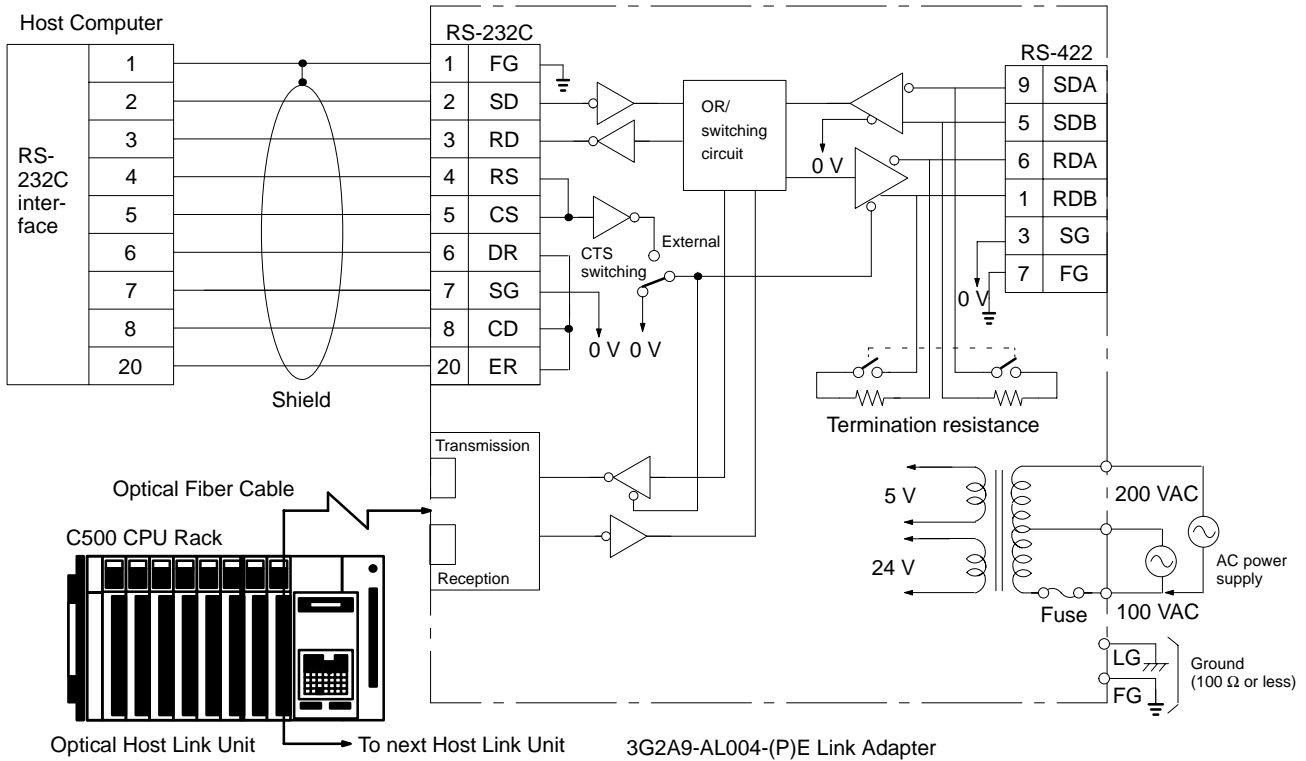 Host Computer
RS-
232C
inter-
face
1
2
3
4
5
6
7
8
20
Shield
RS-232C
1 FG
2 SD
3 RD
4 RS
5 CS
6 DR
7 SG
8 CD
20 ER
OR/
switching
circuit
External
CTS
switching
0 V 0 V
0 V
RS-422
9 SDA
5 SDB
6 RDA
1 RDB
3 SG
7 FG
0 V
Termination resistance
Transmission
Reception
Optical Fiber Cable
C500 CPU Rack
Optical Host Link Unit
To next Host Link Unit
5 V
24 V
200 VAC
AC power
supply
Fuse
100 VAC
LG
FG
Ground
(100 Ω or less)
3G2A9-AL004-(P)E Link Adapter